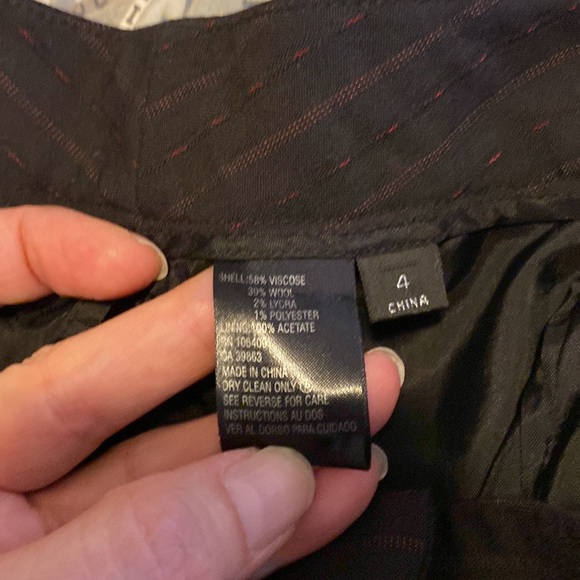 SHELL:58% VISCOSE
39% WOOL
2% LYCRA
1% POLYESTER
LINING:100% ACETATE
RN
CA 39863
MADE IN CHINA
DRY CLEAN ONLY
SEE REVERSE FOR CARE
INSTRUCTIONS AU DOS
VER AL DORSO PARA CUIDADO
4
CHINA